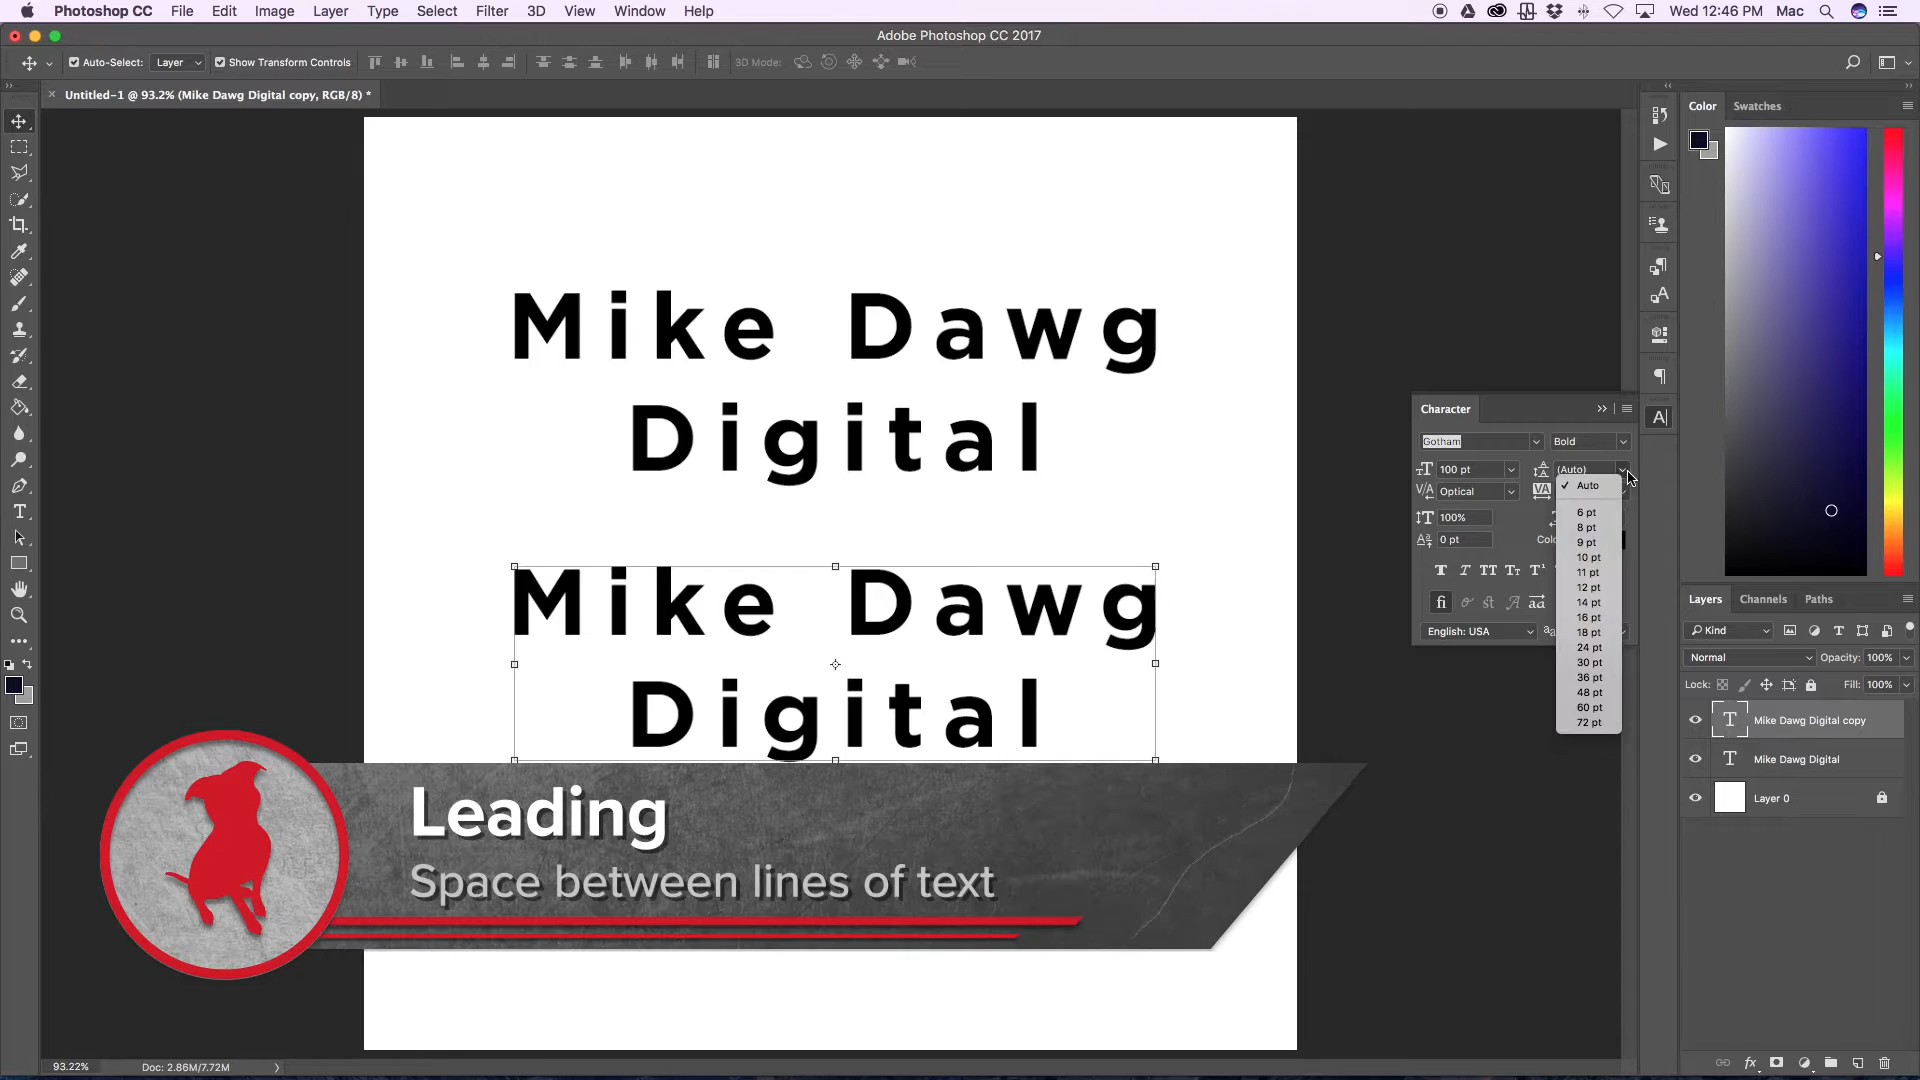 Photoshop CC File Edit Image Layer Type Select Filter 3D View Window Help Wed 12:46 PM Mac
Adobe Photoshop CC 2017
Auto-Select: Layer Show Transform Controls 3D Mode:
Untitled-1 @ 93.2% (Mike Dawg Digital copy, RGB/8) *
Color Swatches
Mike Dawg
Digital
Mike Dawg
Digital
Leading
Space between lines of text
Character
Gotham Bold
100 pt (Auto)
Optical
100%
0 pt Colo
English: USA
Auto
6 pt
8 pt
9 pt
10 pt
11 pt
12 pt
14 pt
16 pt
18 pt
24 pt
30 pt
36 pt
48 pt
60 pt
72 pt
Layers Channels Paths
Kind
Normal Opacity: 100%
Lock: Fill: 100%
Mike Dawg Digital copy
Mike Dawg Digital
Layer 0
93.22% Doc: 2.86M/7.72M